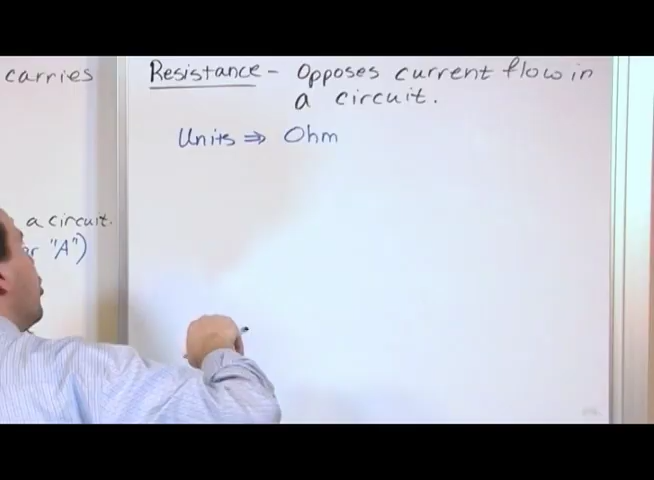 carries
a circuit.
"A")
Resistance - Opposes current flow in
a circuit.
Units ⇒ Ohm